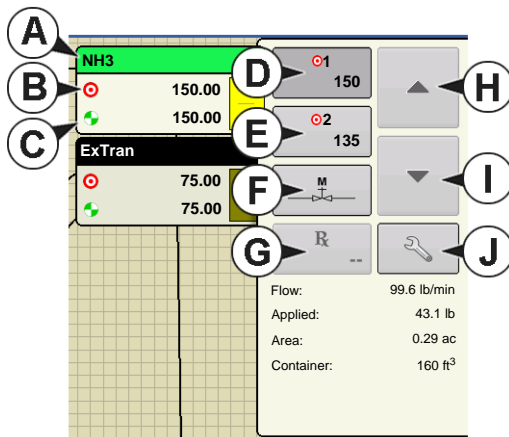 A
NH3
B
150.00
C
150.00
ExTran
75.00
75.00
D
1
150
H
E
2
135
F
M
I
G
Rx
--
J
Flow: 99.6 lb/min
Applied: 43.1 lb
Area: 0.29 ac
Container: 160 ft³